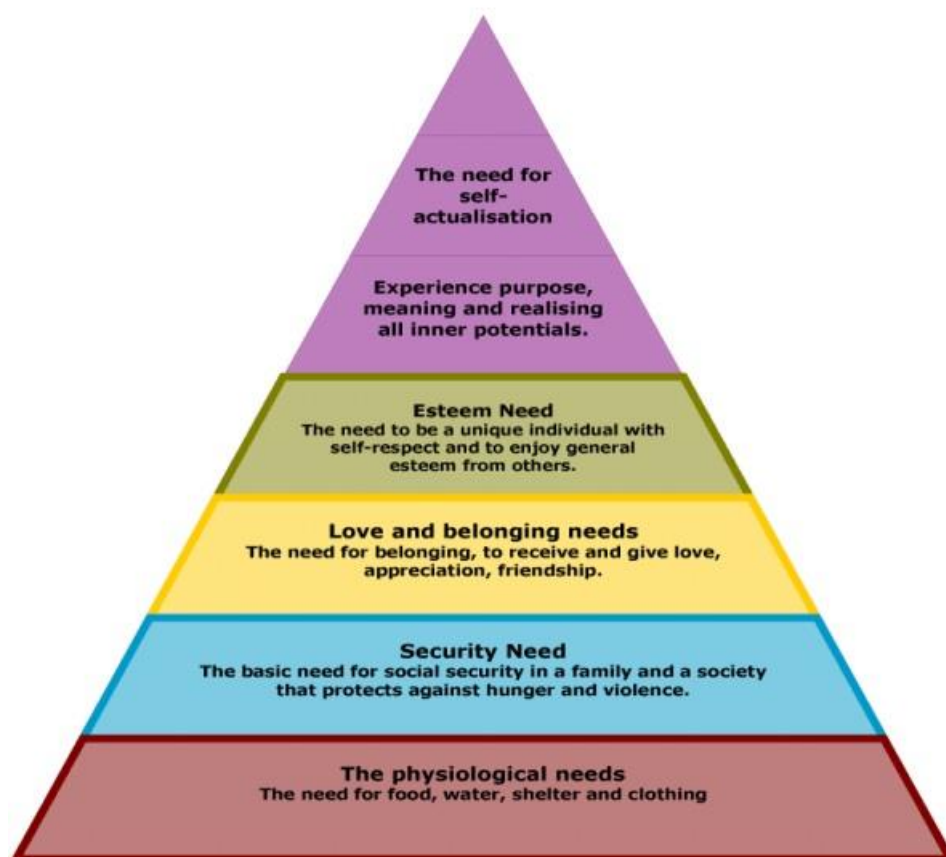 The need for
self-
actualisation
Experience purpose,
meaning and realising
all inner potentials.
Esteem Need
The need to be a unique individual with
self-respect and to enjoy general
esteem from others.
Love and belonging needs
The need for belonging, to receive and give love,
appreciation, friendship.
Security Need
The basic need for social security in a family and a society
that protects against hunger and violence.
The physiological needs
The need for food, water, shelter and clothing